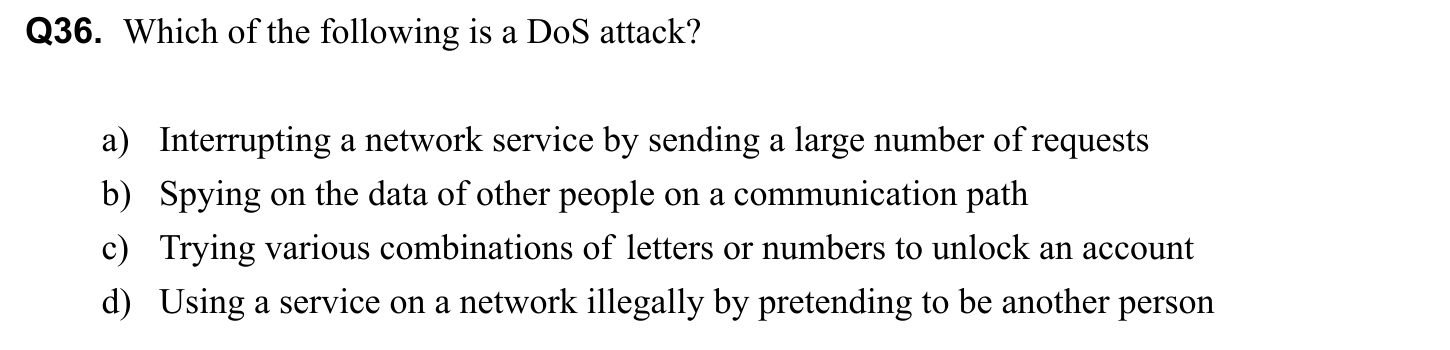 Q36. Which of the following is a DoS attack?
a) Interrupting a network service by sending a large number of requests
b) Spying on the data of other people on a communication path
c) Trying various combinations of letters or numbers to unlock an account
d) Using a service on a network illegally by pretending to be another person